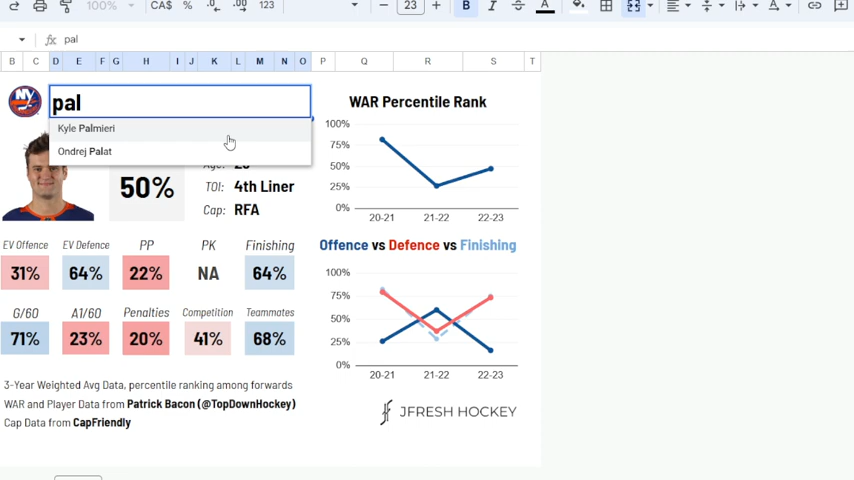 100% CA$ % .0 .00 123 23 B I A
fx pal
B C D E F G H I J K L M N O P Q R S T
NY pal
Kyle Palmieri
Ondrej Palat
50%
TOI: 4th Liner
Cap: RFA
EV Offence EV Defence PP PK Finishing
31% 64% 22% NA 64%
G/60 A1/60 Penalties Competition Teammates
71% 23% 20% 41% 68%
3-Year Weighted Avg Data, percentile ranking among forwards
WAR and Player Data from Patrick Bacon (@TopDownHockey)
Cap Data from CapFriendly
WAR Percentile Rank
100%
75%
50%
25%
0%
20-21 21-22 22-23
Offence vs Defence vs Finishing
100%
75%
50%
25%
0%
20-21 21-22 22-23
JFRESH HOCKEY